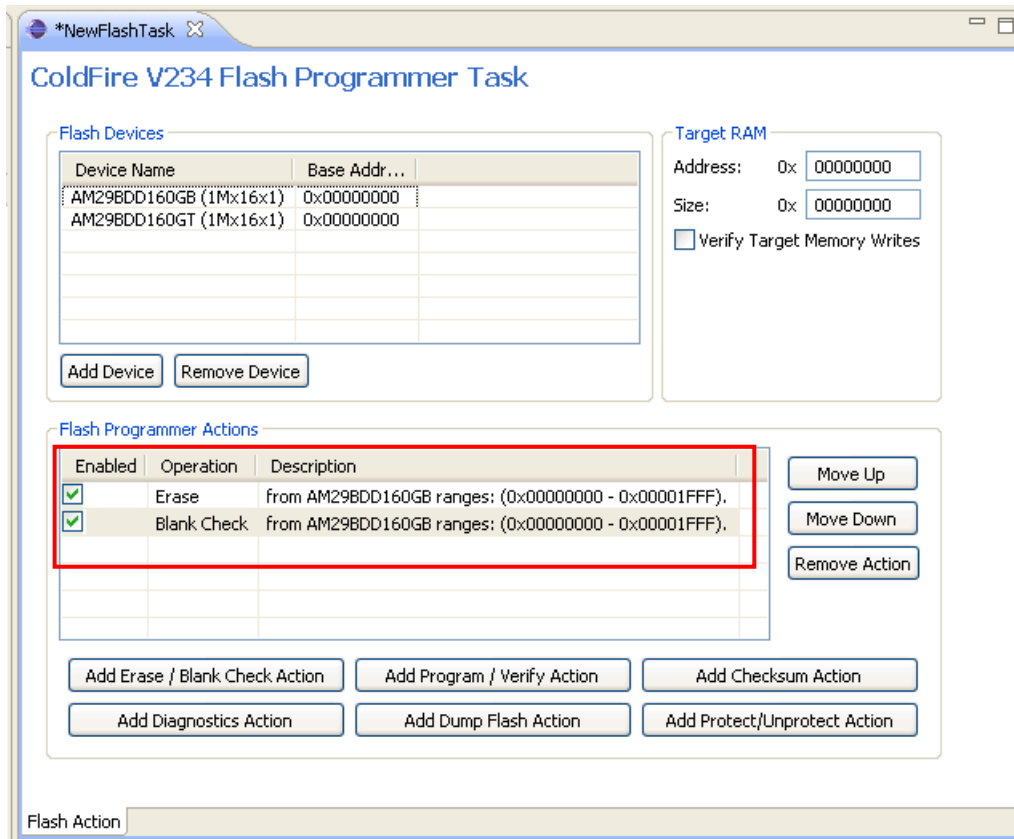 *NewFlashTask
ColdFire V234 Flash Programmer Task
Flash Devices
Device Name Base Addr...
AM29BDD160GB (1Mx16x1) 0x00000000
AM29BDD160GT (1Mx16x1) 0x00000000
Add Device Remove Device
Target RAM
Address: 0x 00000000
Size: 0x 00000000
Verify Target Memory Writes
Flash Programmer Actions
Enabled Operation Description
Erase from AM29BDD160GB ranges: (0x00000000 - 0x00001FFF).
Blank Check from AM29BDD160GB ranges: (0x00000000 - 0x00001FFF).
Move Up
Move Down
Remove Action
Add Erase / Blank Check Action Add Program / Verify Action Add Checksum Action
Add Diagnostics Action Add Dump Flash Action Add Protect/Unprotect Action
Flash Action